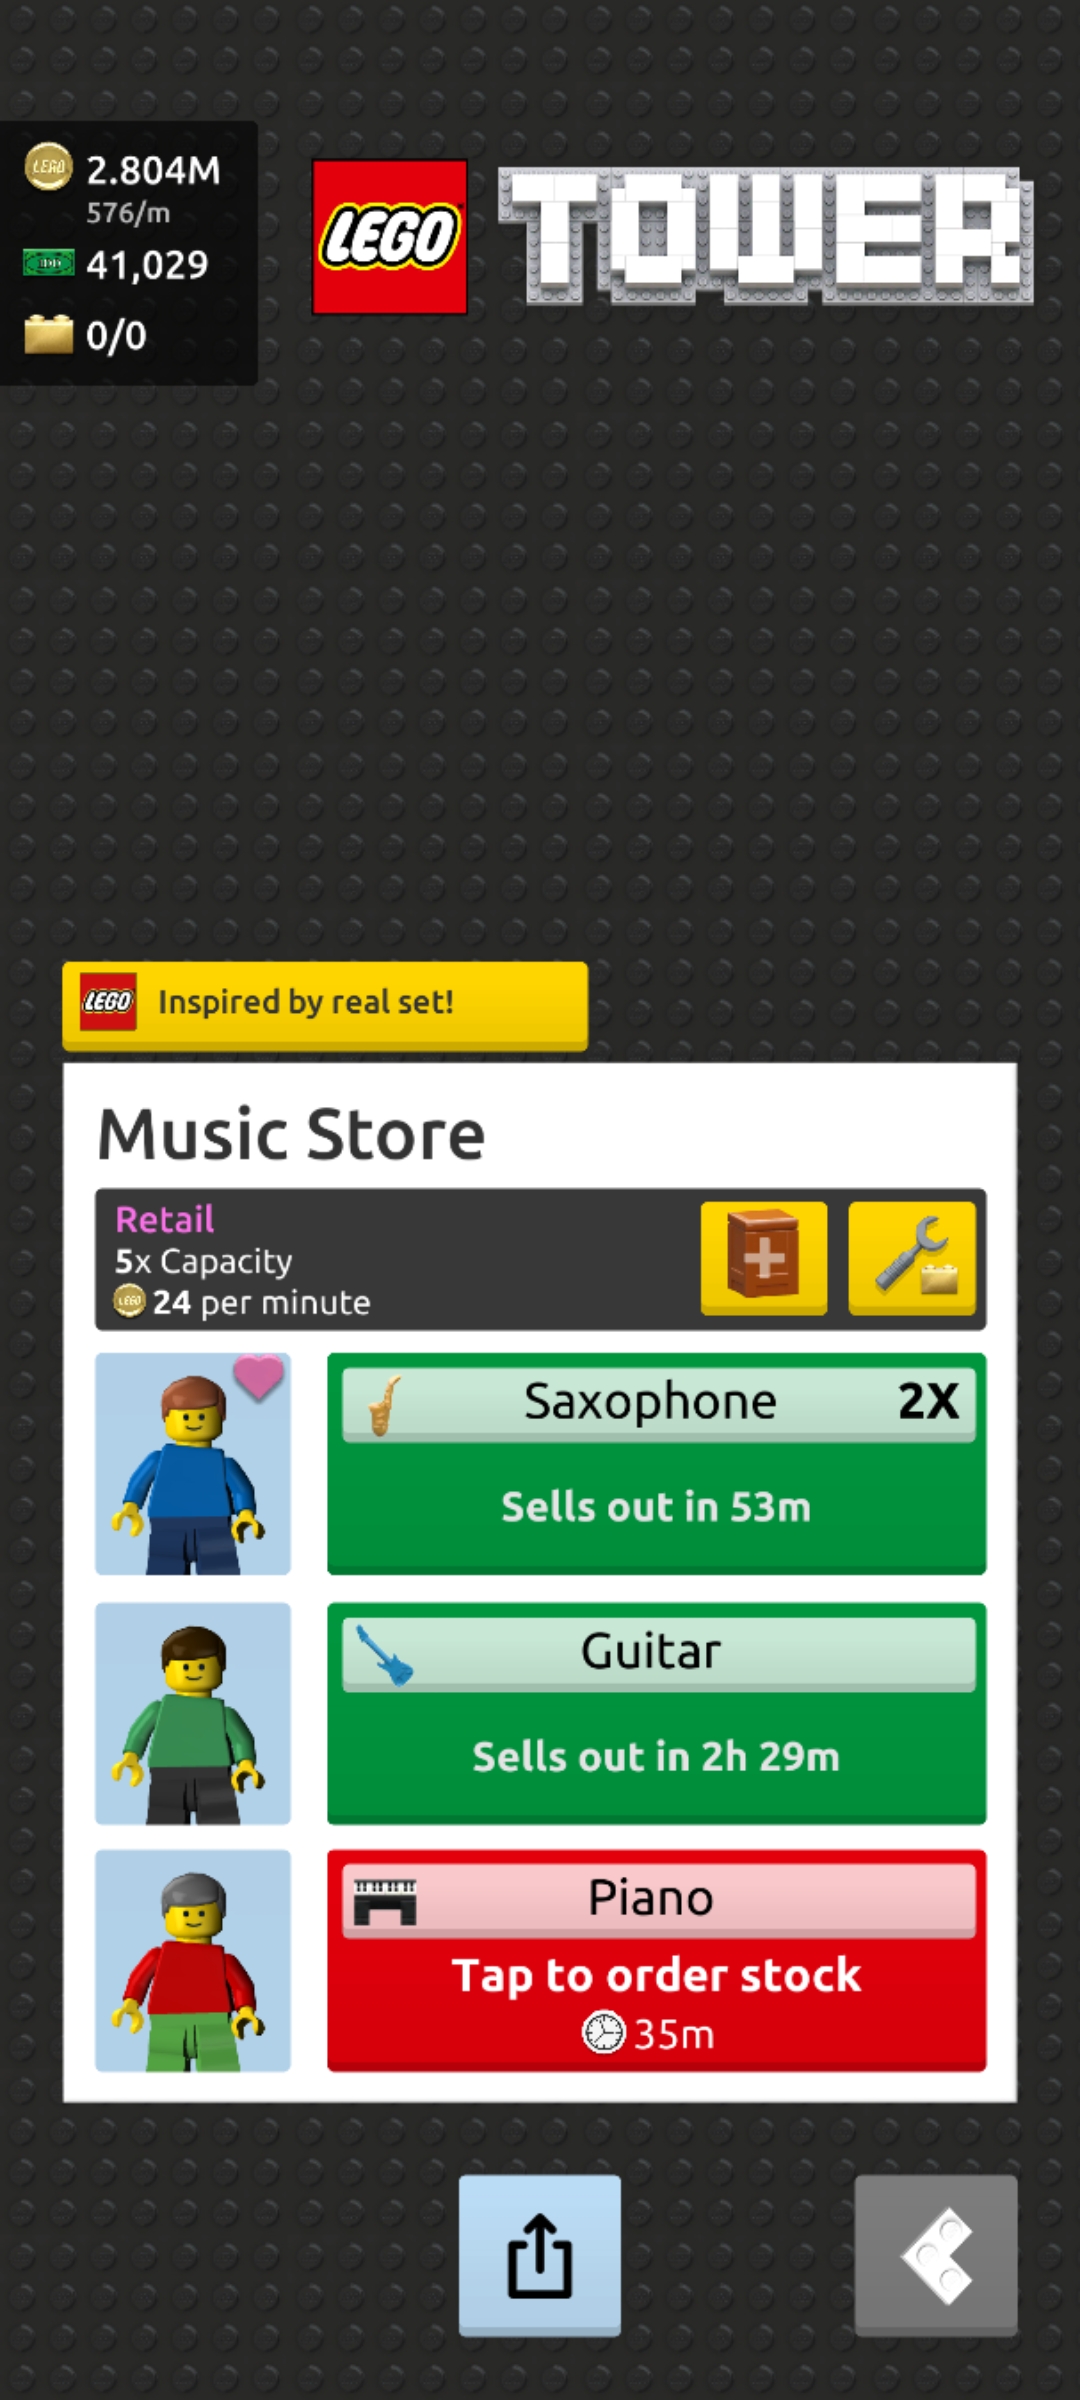 2.804M
576/m
41,029
0/0
LEGO TOWER
LEGO Inspired by real set!
Music Store
Retail
5x Capacity
24 per minute
Saxophone 2X
Sells out in 53m
Guitar
Sells out in 2h 29m
Piano
Tap to order stock
35m